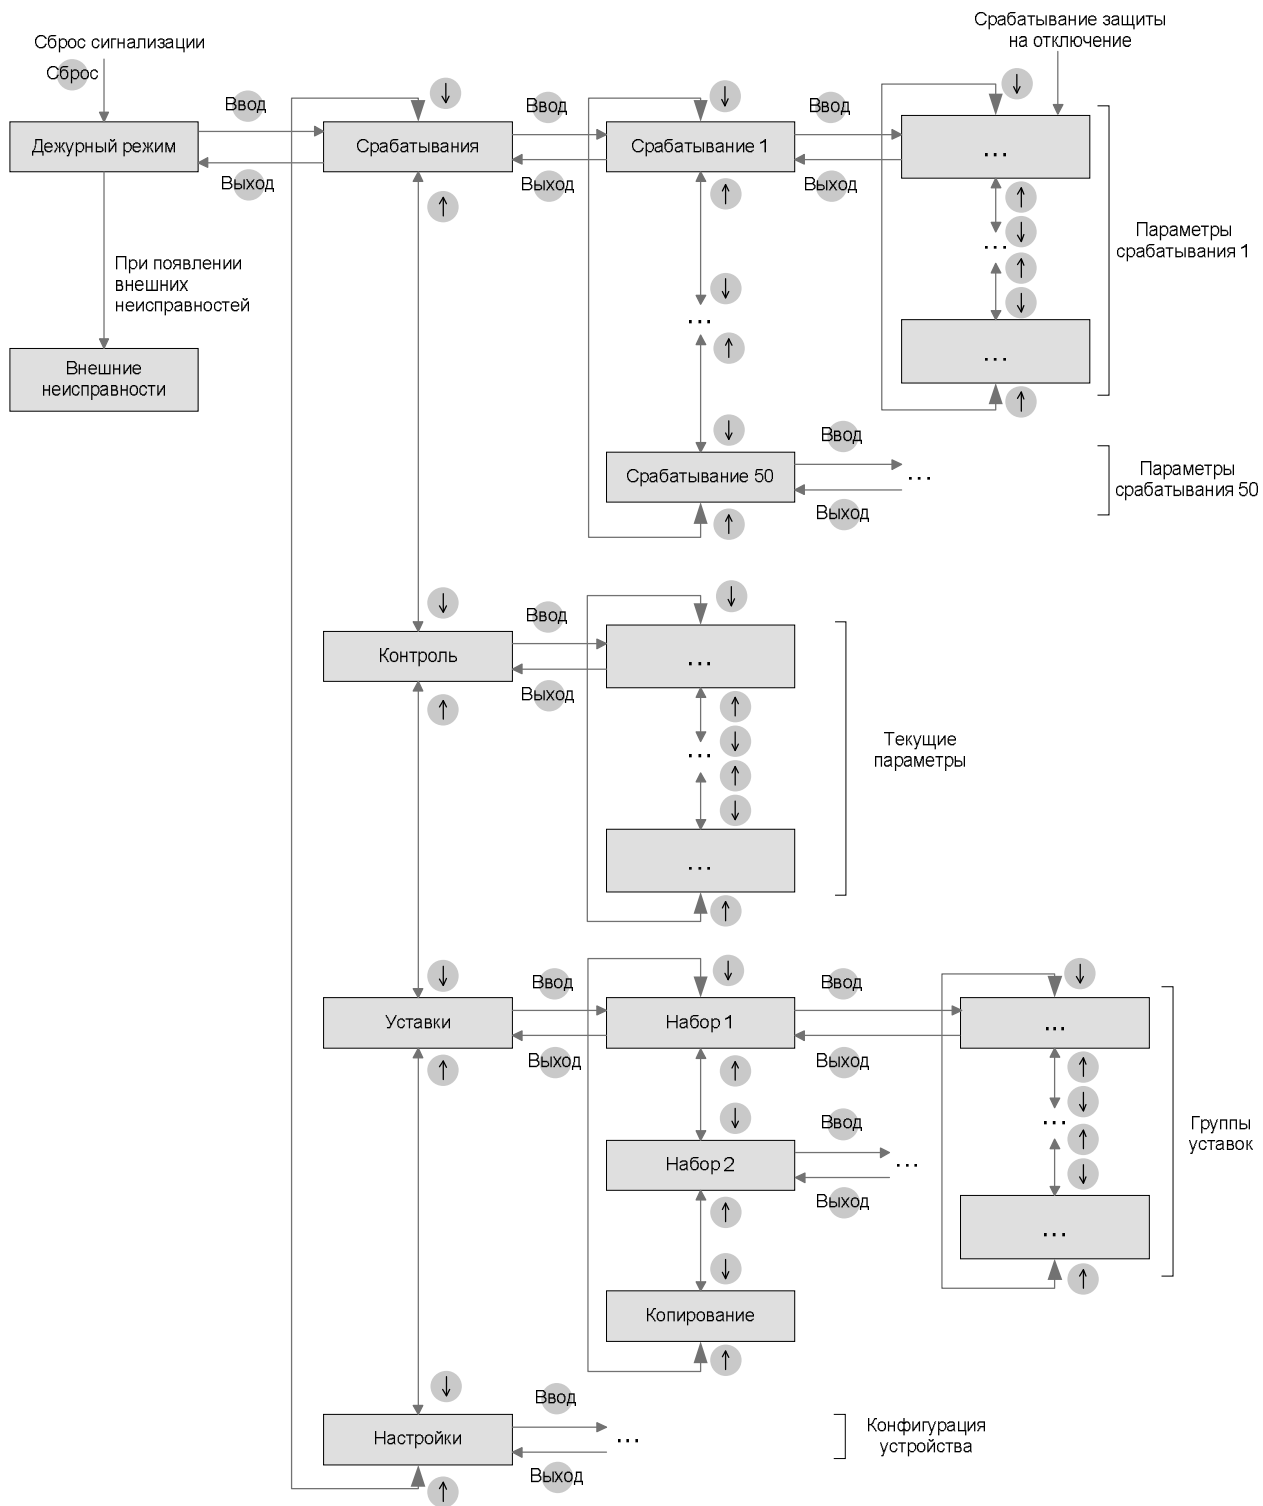 Сброс сигнализации
Сброс
Срабатывание защиты
на отключение
↓
↓
↓
Ввод
Ввод
Ввод
Дежурный режим
Срабатывания
Срабатывание 1
...
Выход
Выход
Выход
↑
↑
↑
↓
...
↑
↓
Параметры
срабатывания 1
При появлении
внешних
неисправностей
↓
...
↑
...
↑
Внешние
неисправности
↓
Ввод
Срабатывание 50
...
Выход
↑
Параметры
срабатывания 50
↓
Ввод
↓
Контроль
...
Выход
↑
↑
↓
...
↑
↓
Текущие
параметры
...
↑
↓
Ввод
↓
Ввод
↓
Уставки
Набор 1
...
Выход
Выход
↑
↑
↑
↓
...
↑
↓
Группы
уставок
↓
Ввод
Набор 2
...
Выход
↑
...
↑
↓
Копирование
↑
↓
Ввод
Настройки
...
Выход
↑
Конфигурация
устройства